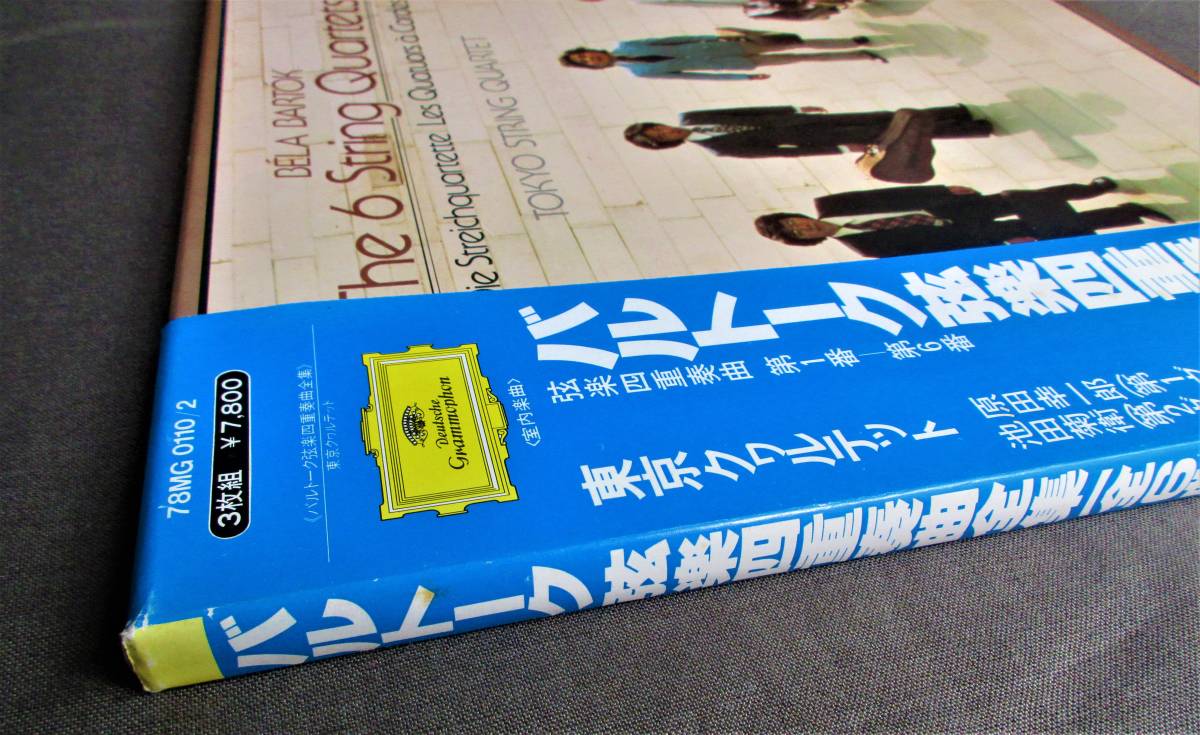 BÉLA BARTÓK
The 6 String Quartets
Die Streichquartette Les Quatuors à Cordes
TOKYO STRING QUARTET
バルトーク弦楽四重奏
弦楽四重奏曲 第1番—第6番
〈室内楽曲〉
東京クヮルテット
原田幸一郎(第1
池田菊衛(第2
Deutsche
Grammophon
《バルトーク弦楽四重奏曲全集》
東京クヮルテット
78MG 0110/2
3枚組 ¥7,800
バルトーク弦楽四重奏曲全集